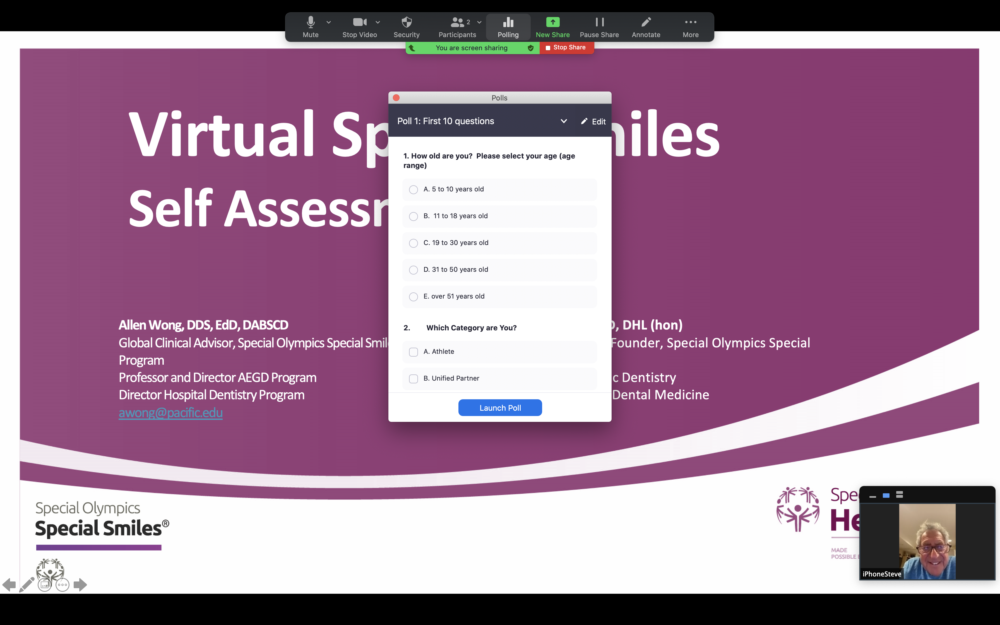 Mute
Stop Video
Security
2
Participants
Polling
New Share
Pause Share
Annotate
More
You are screen sharing
Stop Share
Virtual Sp
iles
Self Assess
Polls
Poll 1: First 10 questions
Edit
1. How old are you? Please select your age (age
range)
A. 5 to 10 years old
B. 11 to 18 years old
C. 19 to 30 years old
D. 31 to 50 years old
E. over 51 years old
2. Which Category are You?
A. Athlete
B. Unified Partner
Launch Poll
Allen Wong, DDS, EdD, DABSCD
Global Clinical Advisor, Special Olympics Special Smil
Program
Professor and Director AEGD Program
Director Hospital Dentistry Program
awong@pacific.edu
, DHL (hon)
Founder, Special Olympics Special
c Dentistry
Dental Medicine
Special Olympics
Special Smiles®
Spe
He
MADE
POSSIBLE
iPhoneSteve